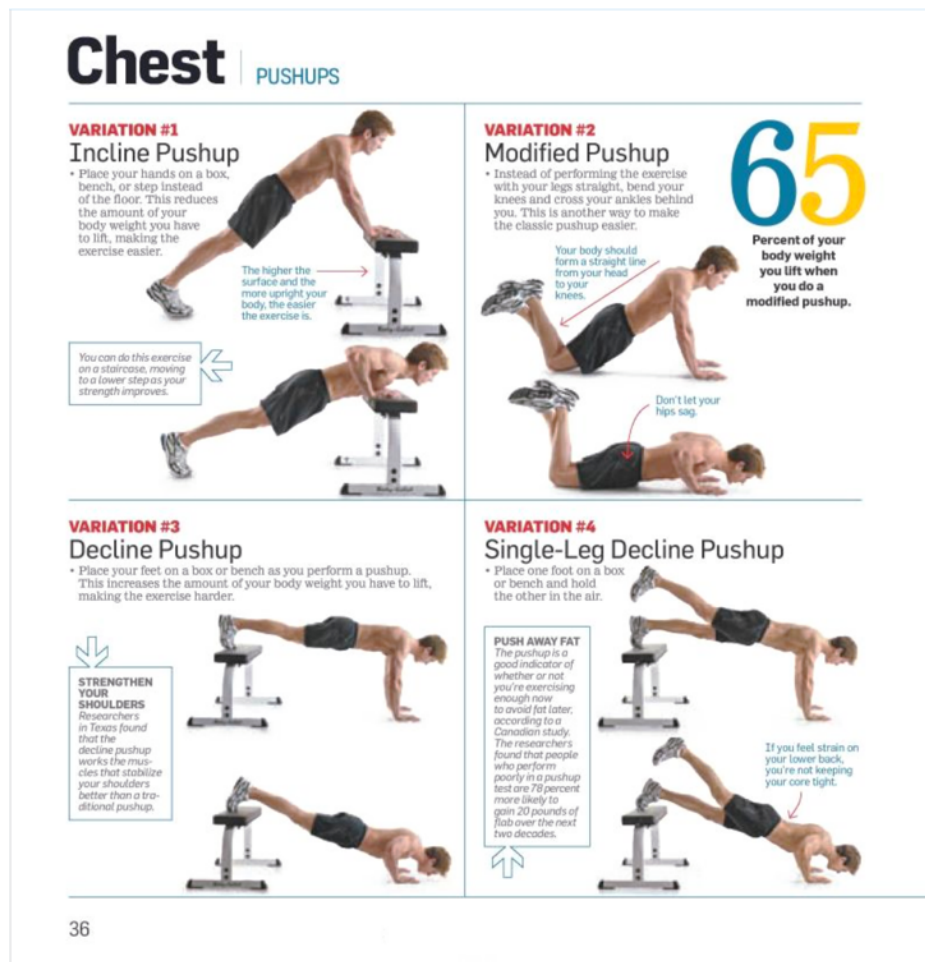 Chest
PUSHUPS
VARIATION #1
Incline Pushup
• Place your hands on a box,
bench, or step instead
of the floor. This reduces
the amount of your
body weight you have
to lift, making the
exercise easier.
The higher the
surface and the
more upright your
body, the easier
the exercise is.
You can do this exercise
on a staircase, moving
to a lower step as your
strength improves.
VARIATION #2
Modified Pushup
• Instead of performing the exercise
with your legs straight, bend your
knees and cross your ankles behind
you. This is another way to make
the classic pushup easier.
Your body should
form a straight line
from your head
to your
knees.
Don't let your
hips sag.
65
Percent of your
body weight
you lift when
you do a
modified pushup.
VARIATION #3
Decline Pushup
• Place your feet on a box or bench as you perform a pushup.
This increases the amount of your body weight you have to lift,
making the exercise harder.
STRENGTHEN
YOUR
SHOULDERS
Researchers
in Texas found
that the
decline pushup
works the mus-
cles that stabilize
your shoulders
better than a tra-
ditional pushup.
VARIATION #4
Single-Leg Decline Pushup
• Place one foot on a box
or bench and hold
the other in the air.
PUSH AWAY FAT
The pushup is a
good indicator of
whether or not
you're exercising
enough now
to avoid fat later,
according to a
Canadian study.
The researchers
found that people
who perform
poorly in a pushup
test are 78 percent
more likely to
gain 20 pounds of
flab over the next
two decades.
If you feel strain on
your lower back,
you're not keeping
your core tight.
36